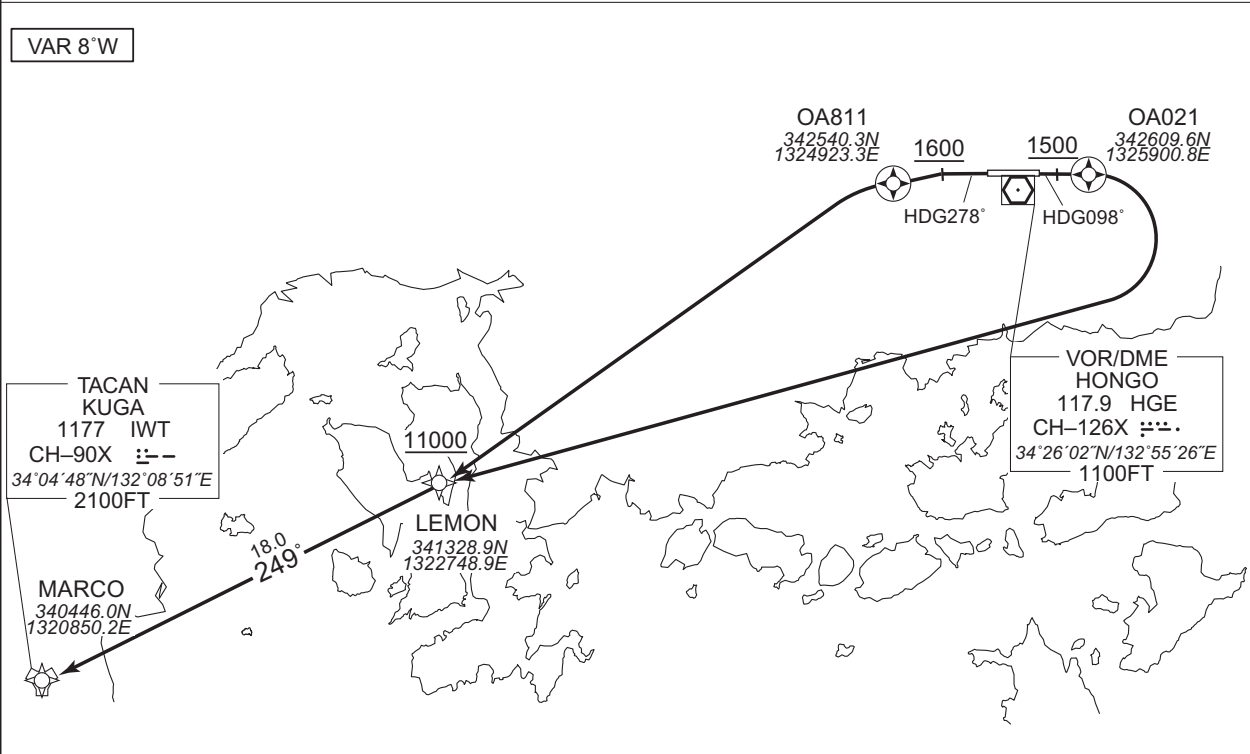 VAR 8˚W
OA811
342540.3N
1324923.3E
1600
1500
OA021
342609.6N
1325900.8E
HDG278˚
HDG098˚
TACAN
KUGA
1177 IWT
CH–90X
34°04´48˝N/132°08´51˝E
2100FT
11000
VOR/DME
HONGO
117.9 HGE
CH–126X
34°26´02˝N/132°55´26˝E
1100FT
LEMON
341328.9N
1322748.9E
18.0
249˚
MARCO
340446.0N
1320850.2E